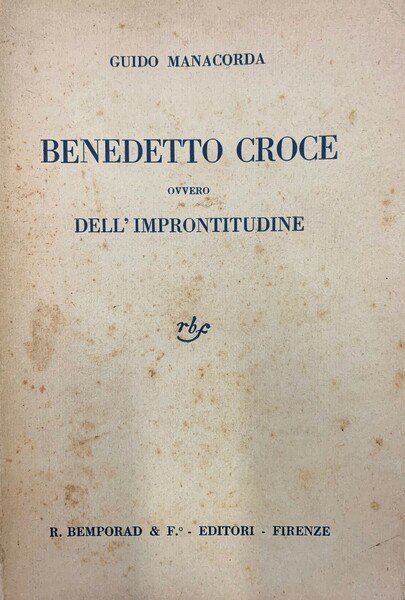 GUIDO MANACORDA
BENEDETTO CROCE
OVVERO
DELL'IMPRONTITUDINE
rbf
R. BEMPORAD & F.º - EDITORI - FIRENZE